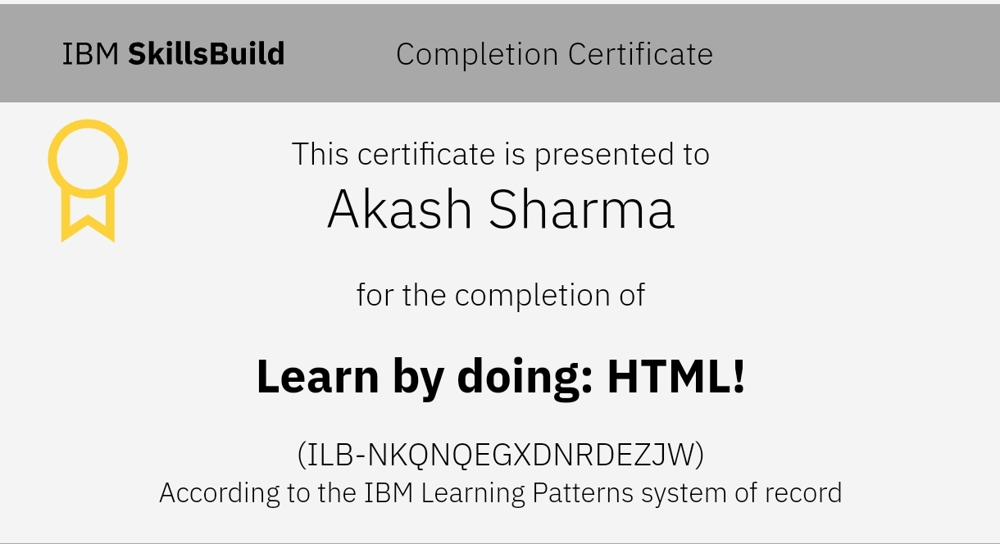 IBM SkillsBuild Completion Certificate
This certificate is presented to
Akash Sharma
for the completion of
Learn by doing: HTML!
(ILB-NKQNQEGXDNRDEZJW)
According to the IBM Learning Patterns system of record